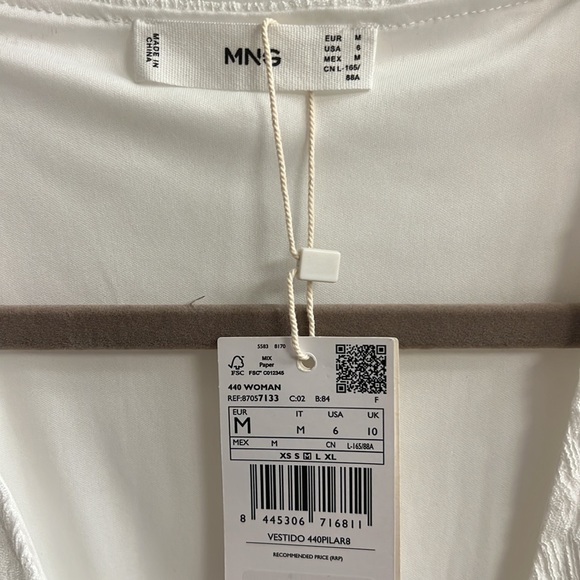 MADE IN
CHINA
MNG
EUR M
USA 6
MEX M
CN L-165/
88A
5583 8170
MIX
Paper
FSC
FSC™ C012345
440 WOMAN
REF:87057133 C:02 B:84 F
EUR IT USA UK
M M 6 10
MEX M CN L-165/88A
XS S M L XL
8 445306 716811
VESTIDO 440PILAR8
RECOMMENDED PRICE (RRP)